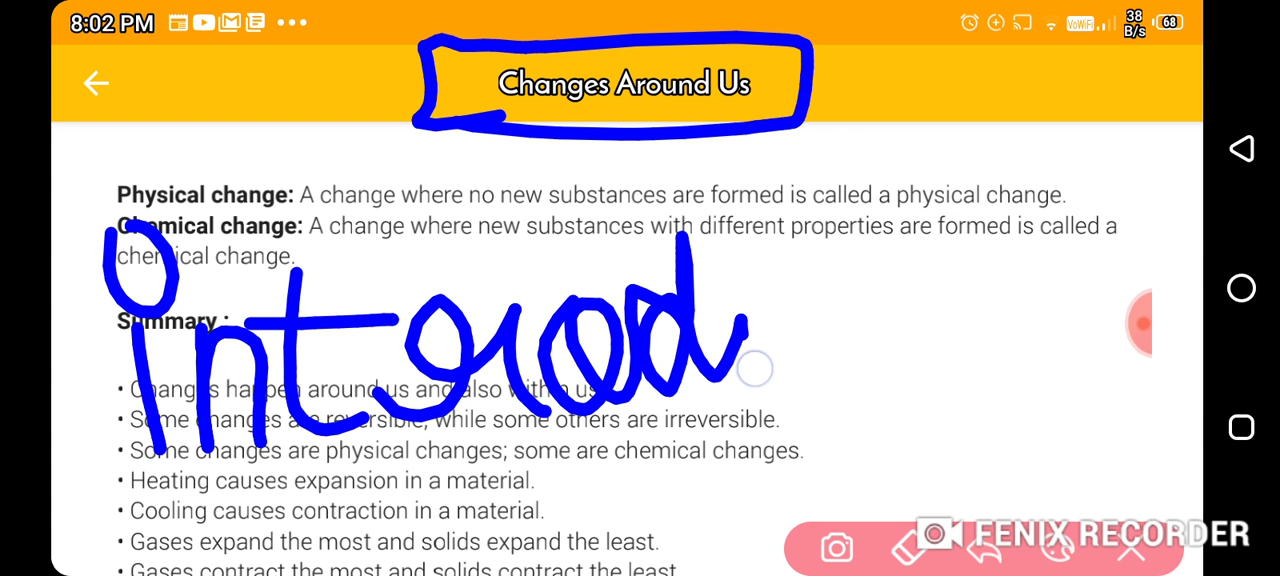 8:02 PM
VoWiFi
38
B/s
68
Changes Around Us
Physical change: A change where no new substances are formed is called a physical change.
Chemical change: A change where new substances with different properties are formed is called a
chemical change.
Summary :
introd
• Changes happen around us and also within us.
• Some changes are reversible, while some others are irreversible.
• Some changes are physical changes; some are chemical changes.
• Heating causes expansion in a material.
• Cooling causes contraction in a material.
• Gases expand the most and solids expand the least.
• Gases contract the most and solids contract the least
FENIX RECORDER